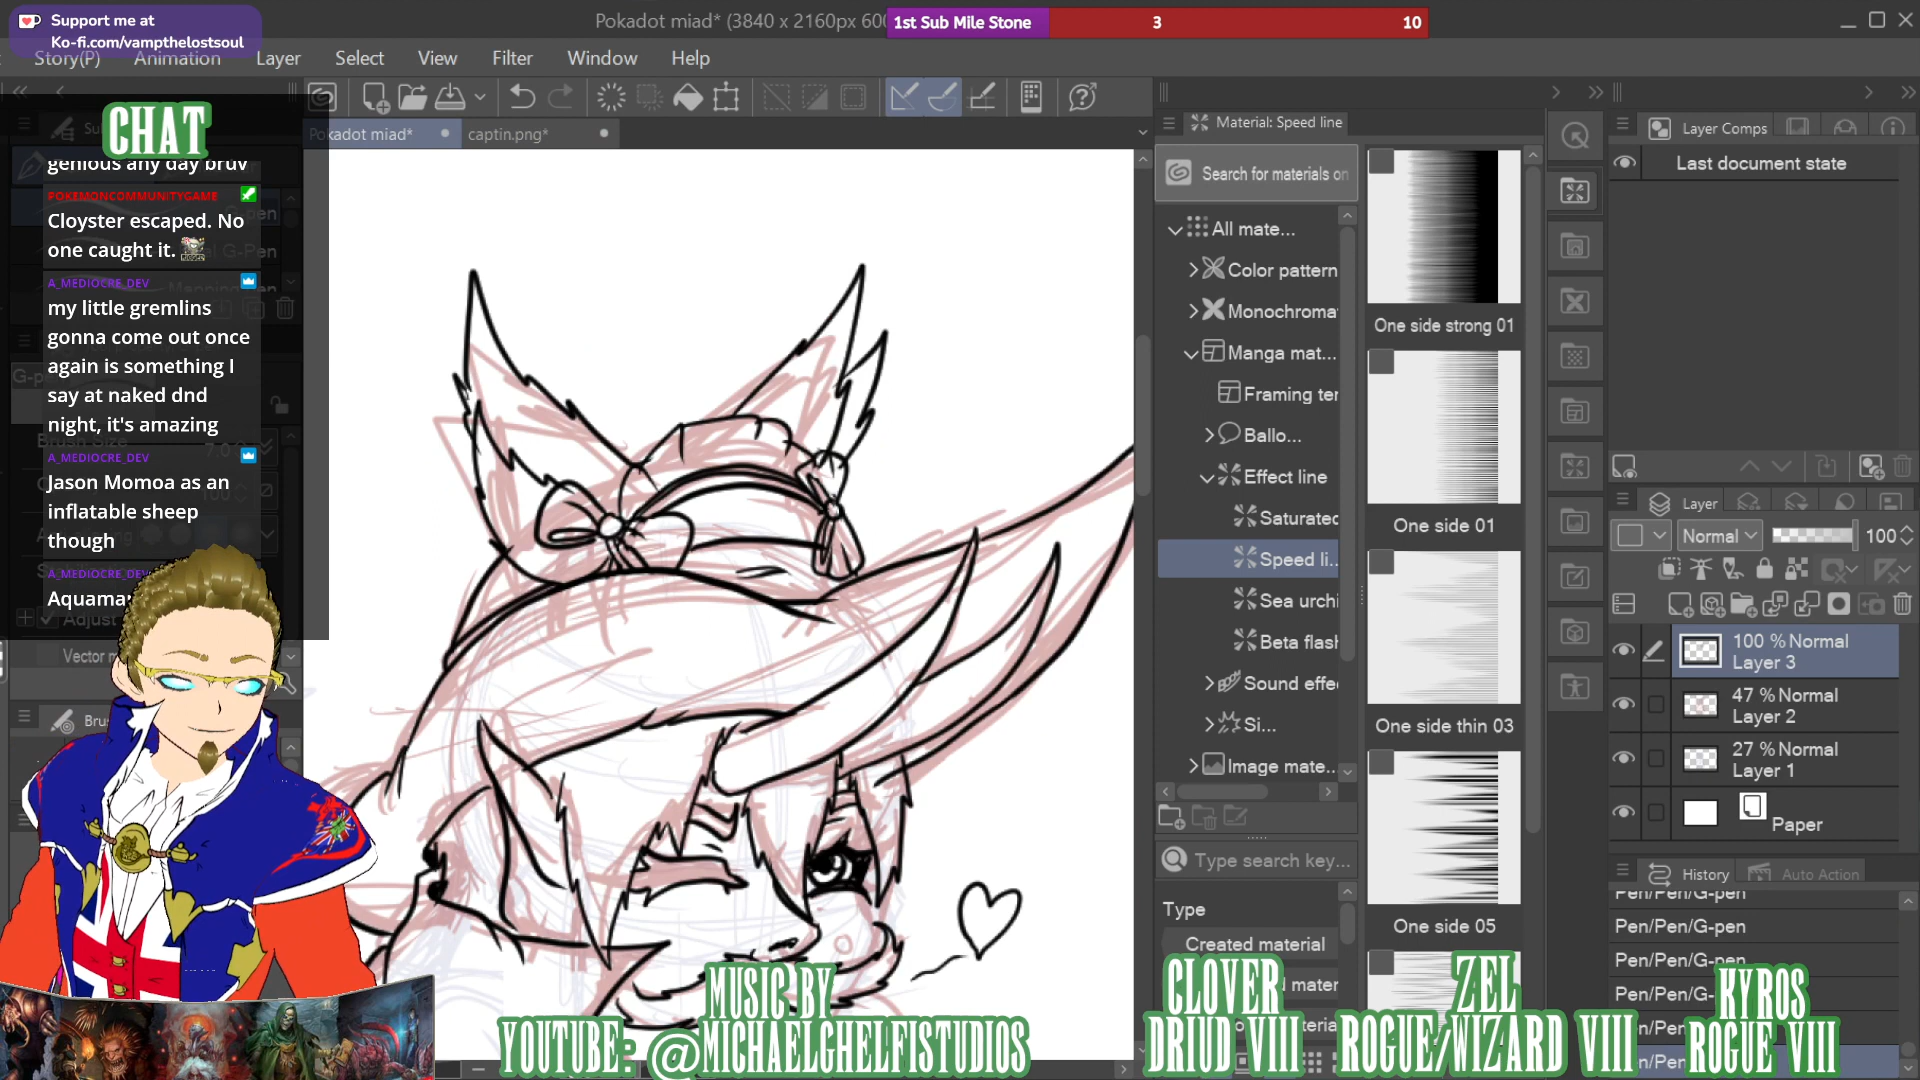 Support me at
Ko-fi.com/vampthelostsoul
Pokadot miad* (3840 x 2160px 600
1st Sub Mile Stone
3
10
Story(P)
Animation
Layer
Select
View
Filter
Window
Help
CHAT
genious any day bruv
POKEMONCOMMUNITYGAME
Cloyster escaped. No
one caught it.
A_MEDIOCRE_DEV
my little gremlins
gonna come out once
again is something I
say at naked dnd
night, it's amazing
A_MEDIOCRE_DEV
Jason Momoa as an
inflatable sheep
though
A_MEDIOCRE_DEV
Pokadot miad*
captin.png*
Material: Speed line
Search for materials on
All mate...
Color pattern
Monochroma
Manga mat...
Framing ter
Ballo...
Effect line
Saturated
Speed li...
Sea urchi
Beta flash
Sound effe
Si...
Image mate...
Type search key...
Type
Created material
One side strong 01
One side 01
One side thin 03
One side 05
Layer Comps
Last document state
Layer
Normal
100
100 % Normal
Layer 3
47 % Normal
Layer 2
27 % Normal
Layer 1
Paper
History
Auto Action
Pen/Pen/G-pen
Pen/Pen/G-pen
Pen/Pen/G-pen
MUSIC BY
YOUTUBE: @MICHAELGHELFISTUDIOS
CLOVER
DRIUD VIII
ZEL
ROGUE/WIZARD VIII
KYROS
ROGUE VIII